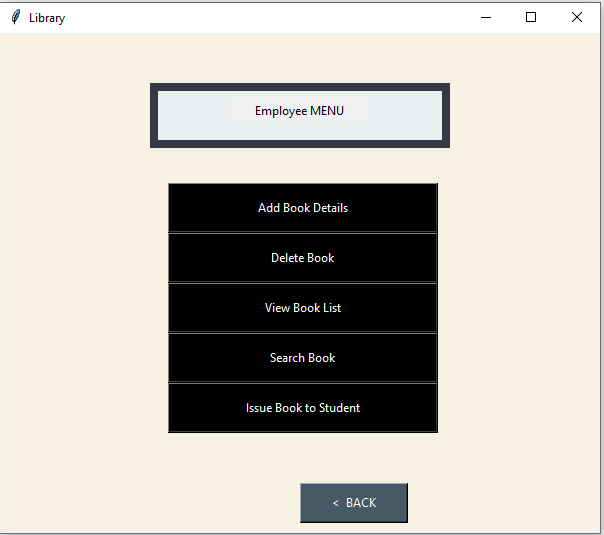 Library
Employee MENU
Add Book Details
Delete Book
View Book List
Search Book
Issue Book to Student
< BACK